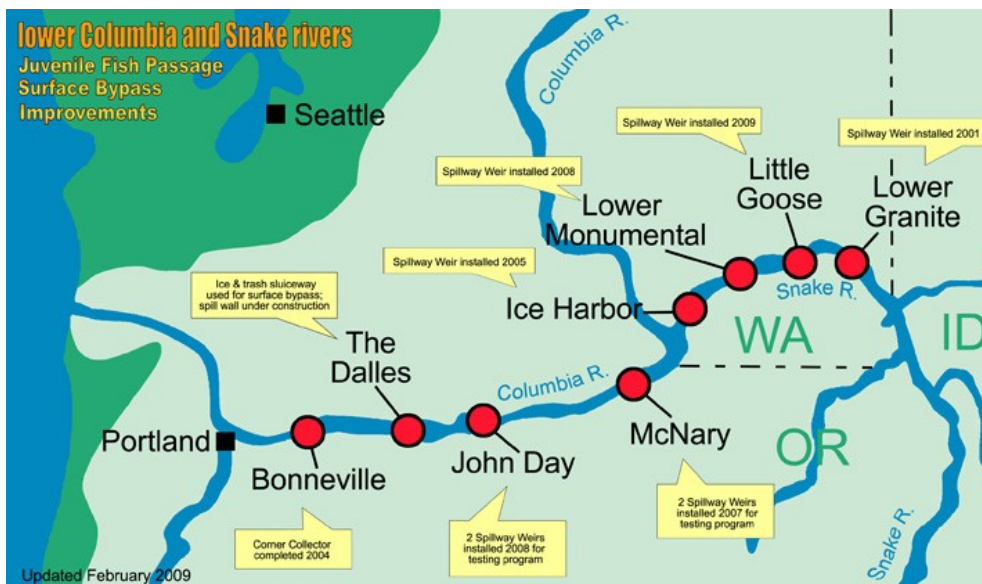 lower Columbia and Snake rivers
Juvenile Fish Passage
Surface Bypass
Improvements
Seattle
Columbia R.
Spillway Weir installed 2009
Spillway Weir installed 2001
Spillway Weir installed 2008
Little
Goose
Lower
Granite
Lower
Monumental
Spillway Weir installed 2005
Ice & trash sluiceway
used for surface bypass;
spill wall under construction
Ice Harbor
Snake R.
WA
ID
The
Dalles
Columbia R.
Portland
Bonneville
John Day
McNary
OR
Corner Collector
completed 2004
2 Spillway Weirs
installed 2008 for
testing program
2 Spillway Weirs
installed 2007 for
testing program
Snake R.
Updated February 2009